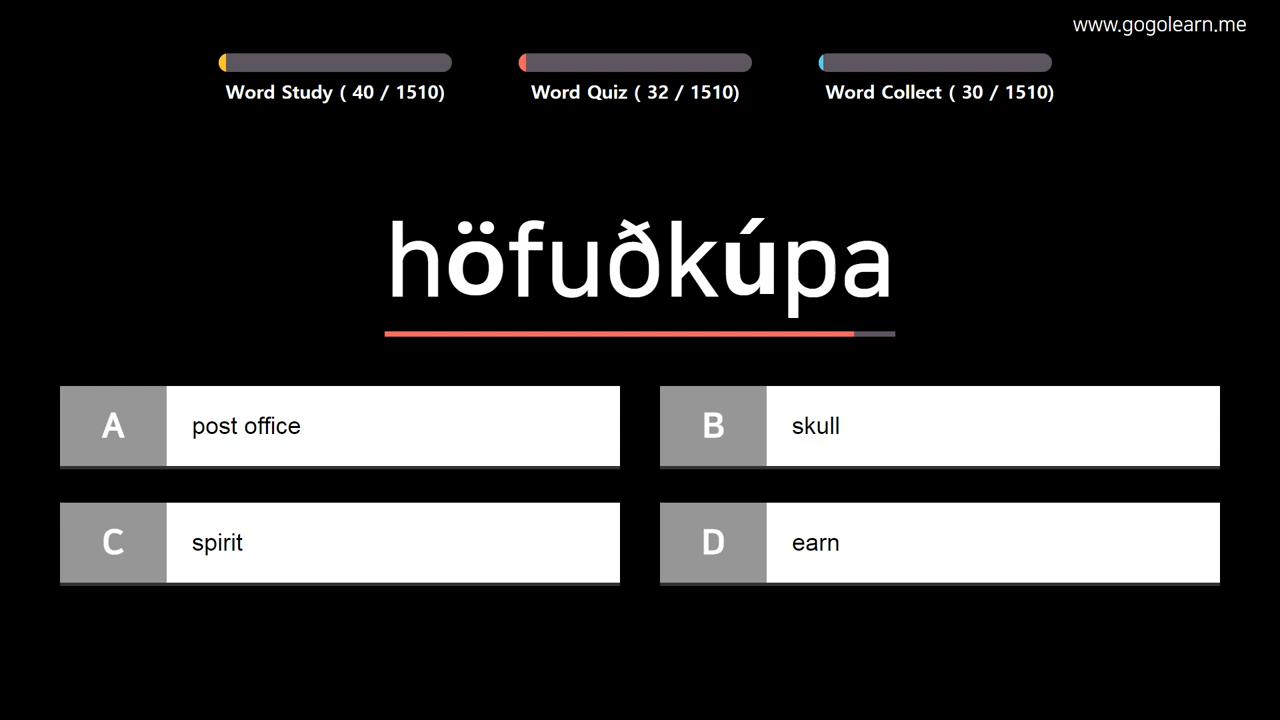 www.gogolearn.me
Word Study ( 40 / 1510)
Word Quiz ( 32 / 1510)
Word Collect ( 30 / 1510)
höfuðkúpa
A post office
B skull
C spirit
D earn